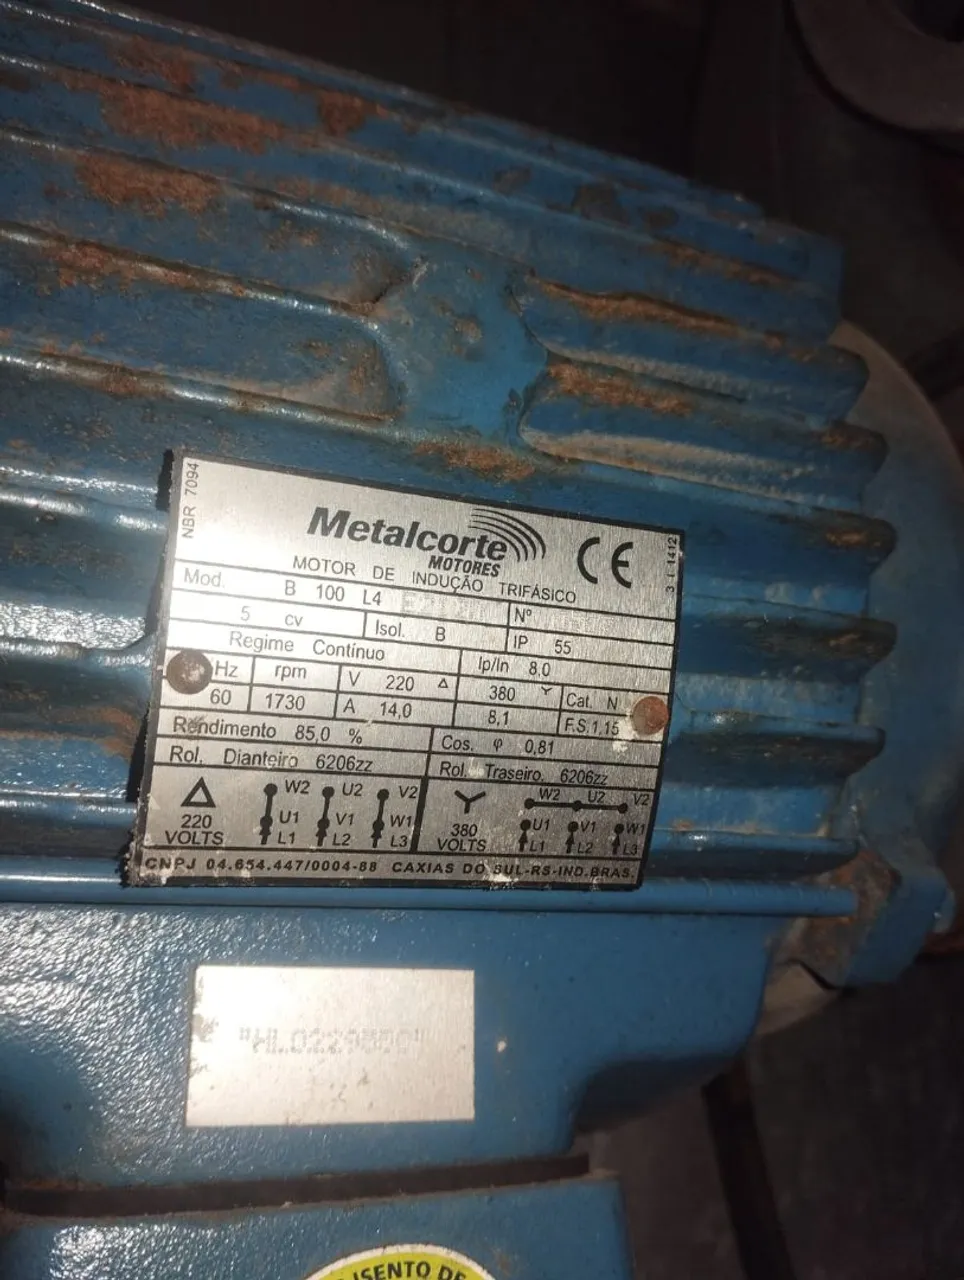 NBR 7094
Metalcorte
MOTORES
CE
3-I-1412
MOTOR DE INDUÇÃO TRIFÁSICO
Mod. B 100 L4 Nº
5 cv Isol. B IP 55
Regime Contínuo Ip/In 8.0
Hz rpm V 220 Δ 380 Y Cat. N
60 1730 A 14,0 8,1 F.S.1,15
Rendimento 85,0 % Cos. φ 0,81
Rol. Dianteiro 6206zz Rol. Traseiro. 6206zz
Δ W2 U2 V2 Y W2 U2 V2
220 U1 V1 W1 380 U1 V1 W1
VOLTS L1 L2 L3 VOLTS L1 L2 L3
CNPJ 04.654.447/0004-88 CAXIAS DO SUL-RS-IND.BRAS.
ISENTO DE